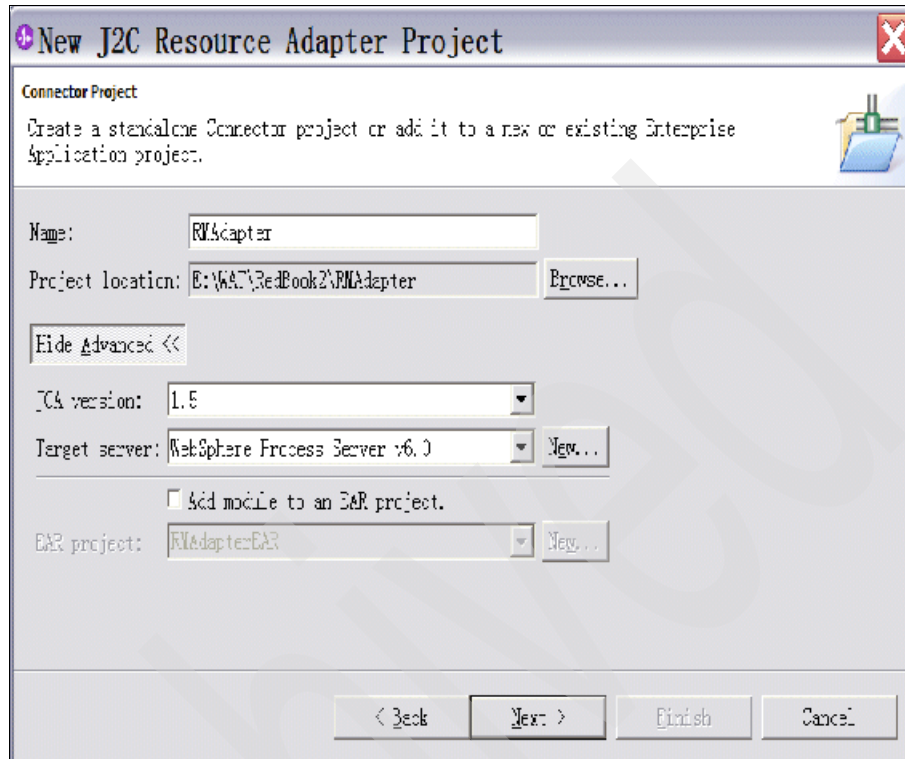 New J2C Resource Adapter Project
Connector Project
Create a standalone Connector project or add it to a new or existing Enterprise
Application project.
Name: RMAdapter
Project location: E:\WAT\RedBook2\RMAdapter Browse...
Hide Advanced <<
JCA version: 1.5
Target server: WebSphere Process Server v6.0 New...
Add module to an EAR project.
EAR project: RMAdapterEAR New...
< Back Next > Finish Cancel